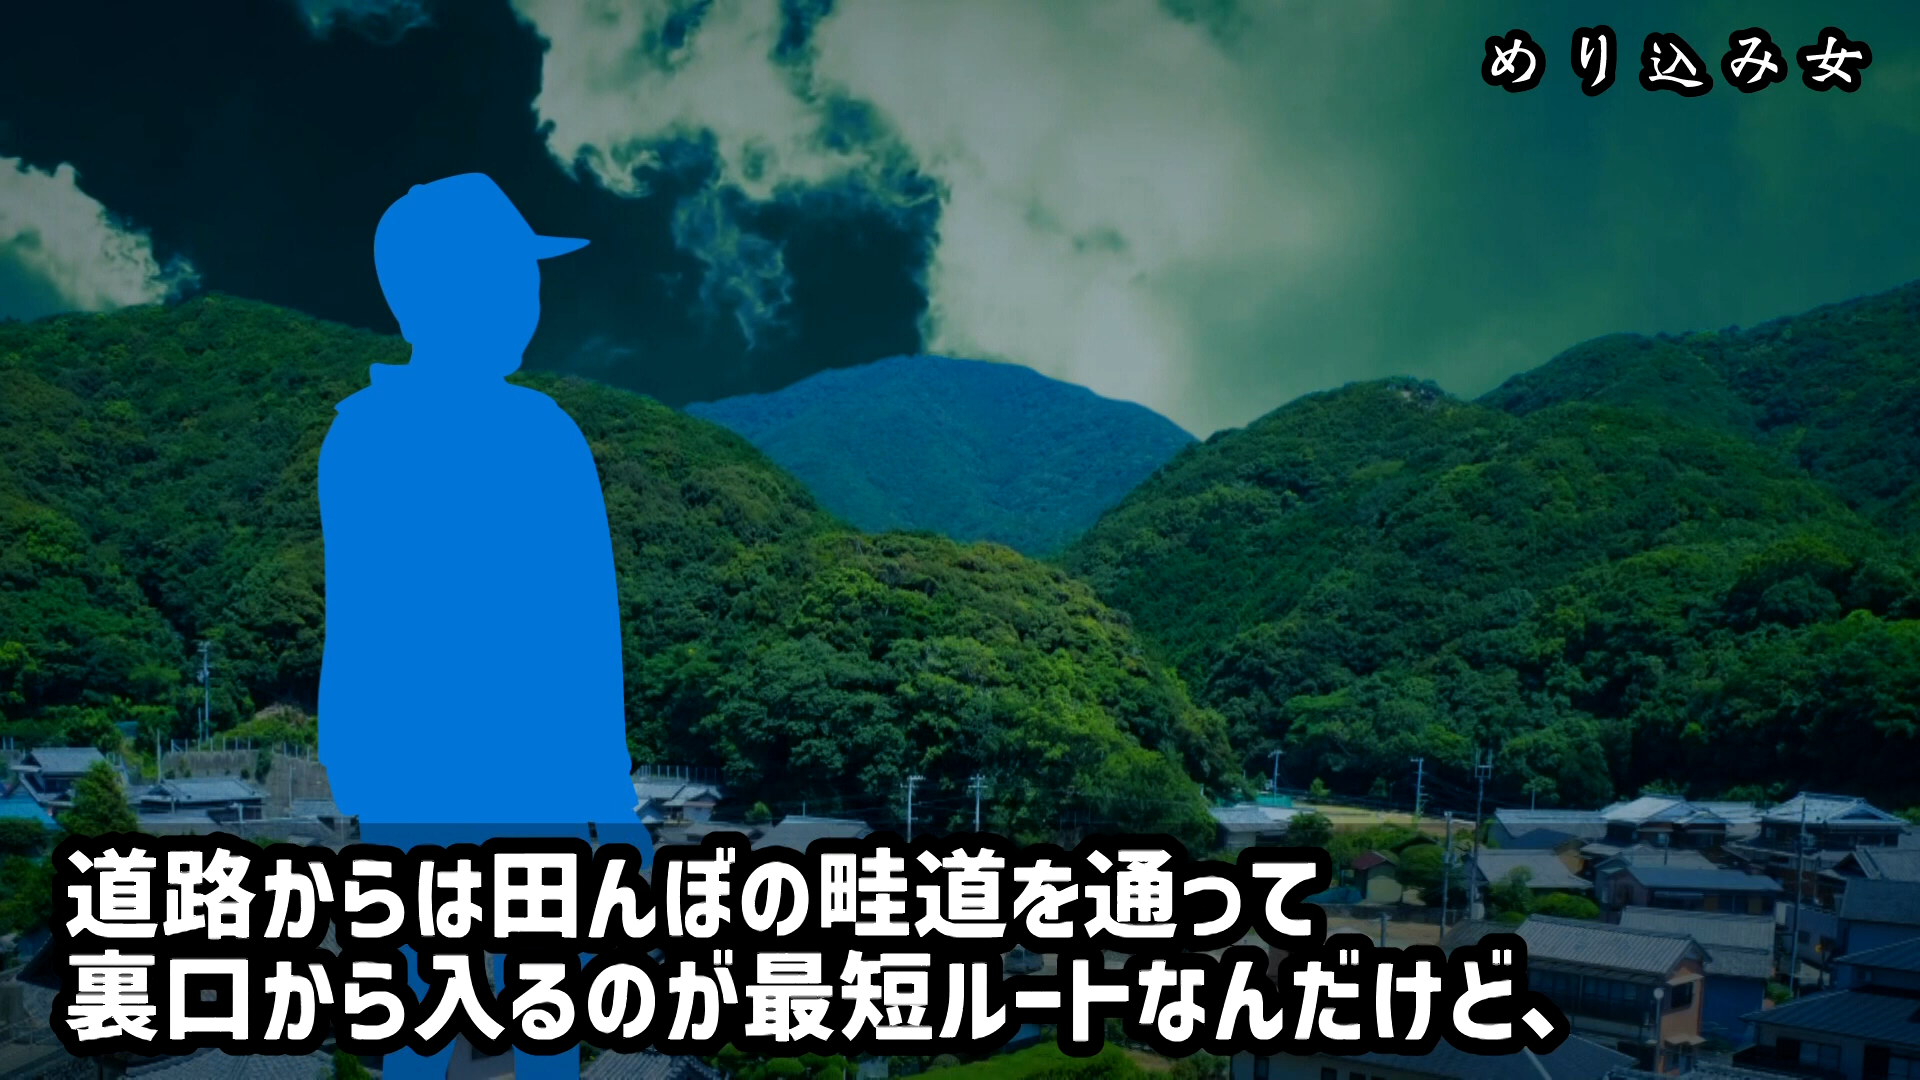 めり込み女
道路からは田んぼの畦道を通って
裏口から入るのが最短ルートなんだけど、